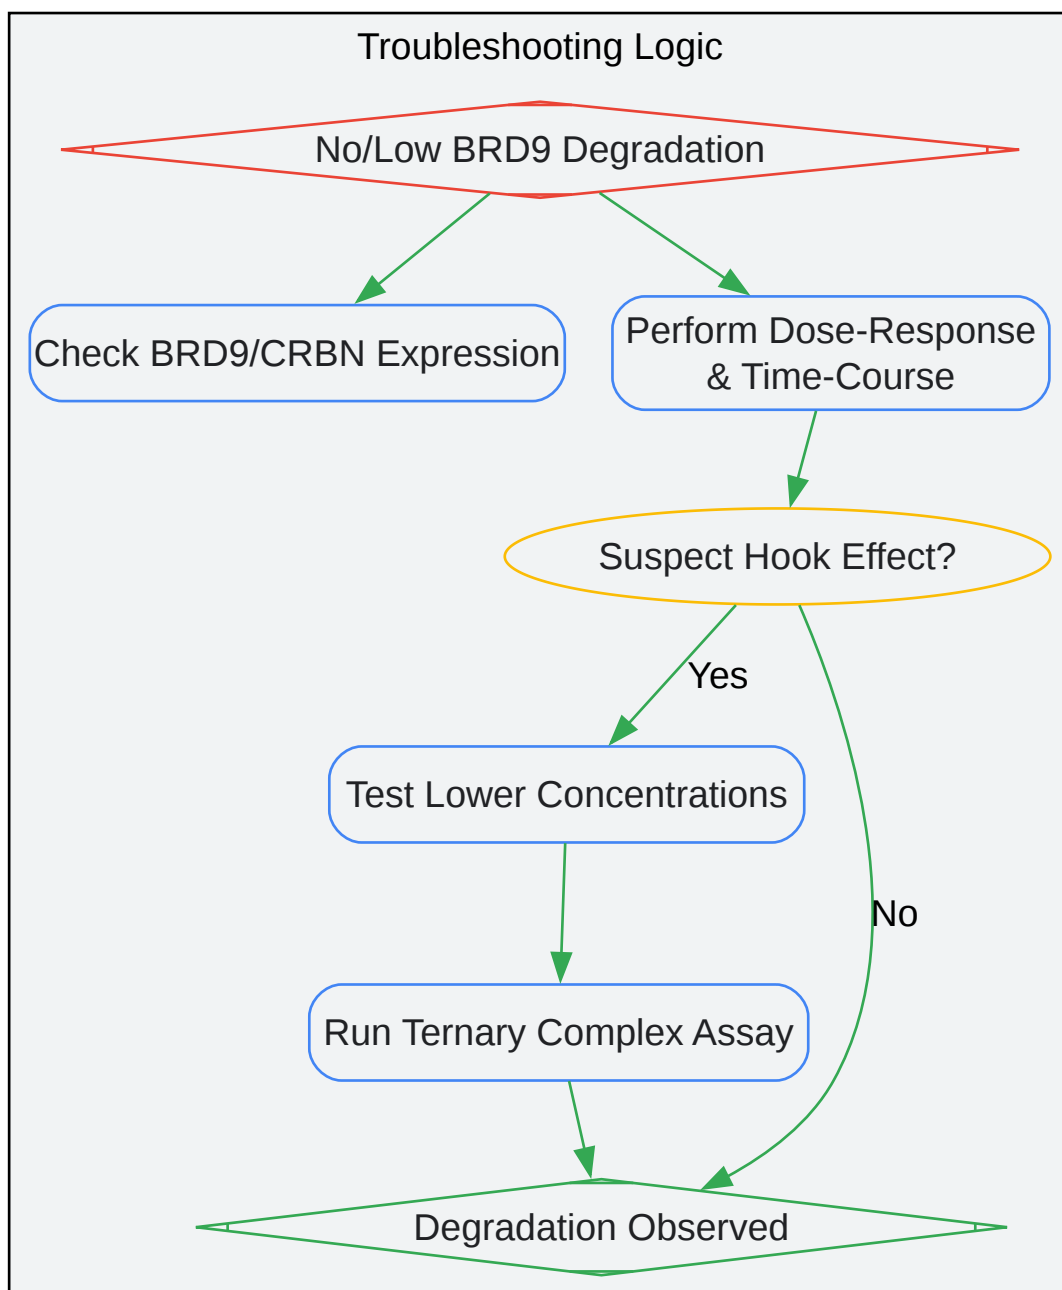 Troubleshooting Logic
No/Low BRD9 Degradation
Check BRD9/CRBN Expression
Perform Dose-Response
& Time-Course
Suspect Hook Effect?
Yes
Test Lower Concentrations
No
Run Ternary Complex Assay
Degradation Observed